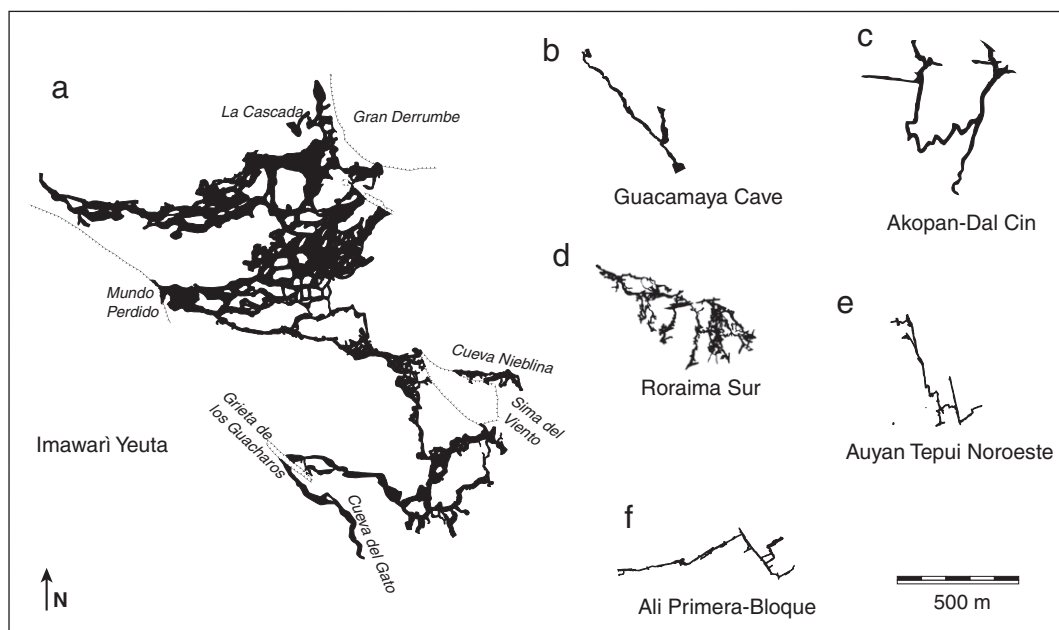 a
La Cascada
Gran Derrumbe
Mundo
Perdido
Cueva Nieblina
Sima del
Viento
Grieta de
los Guacharos
Cueva del Gato
Imawarì Yeuta
N
b
Guacamaya Cave
c
Akopan-Dal Cin
d
Roraima Sur
e
Auyan Tepui Noroeste
f
Ali Primera-Bloque
500 m